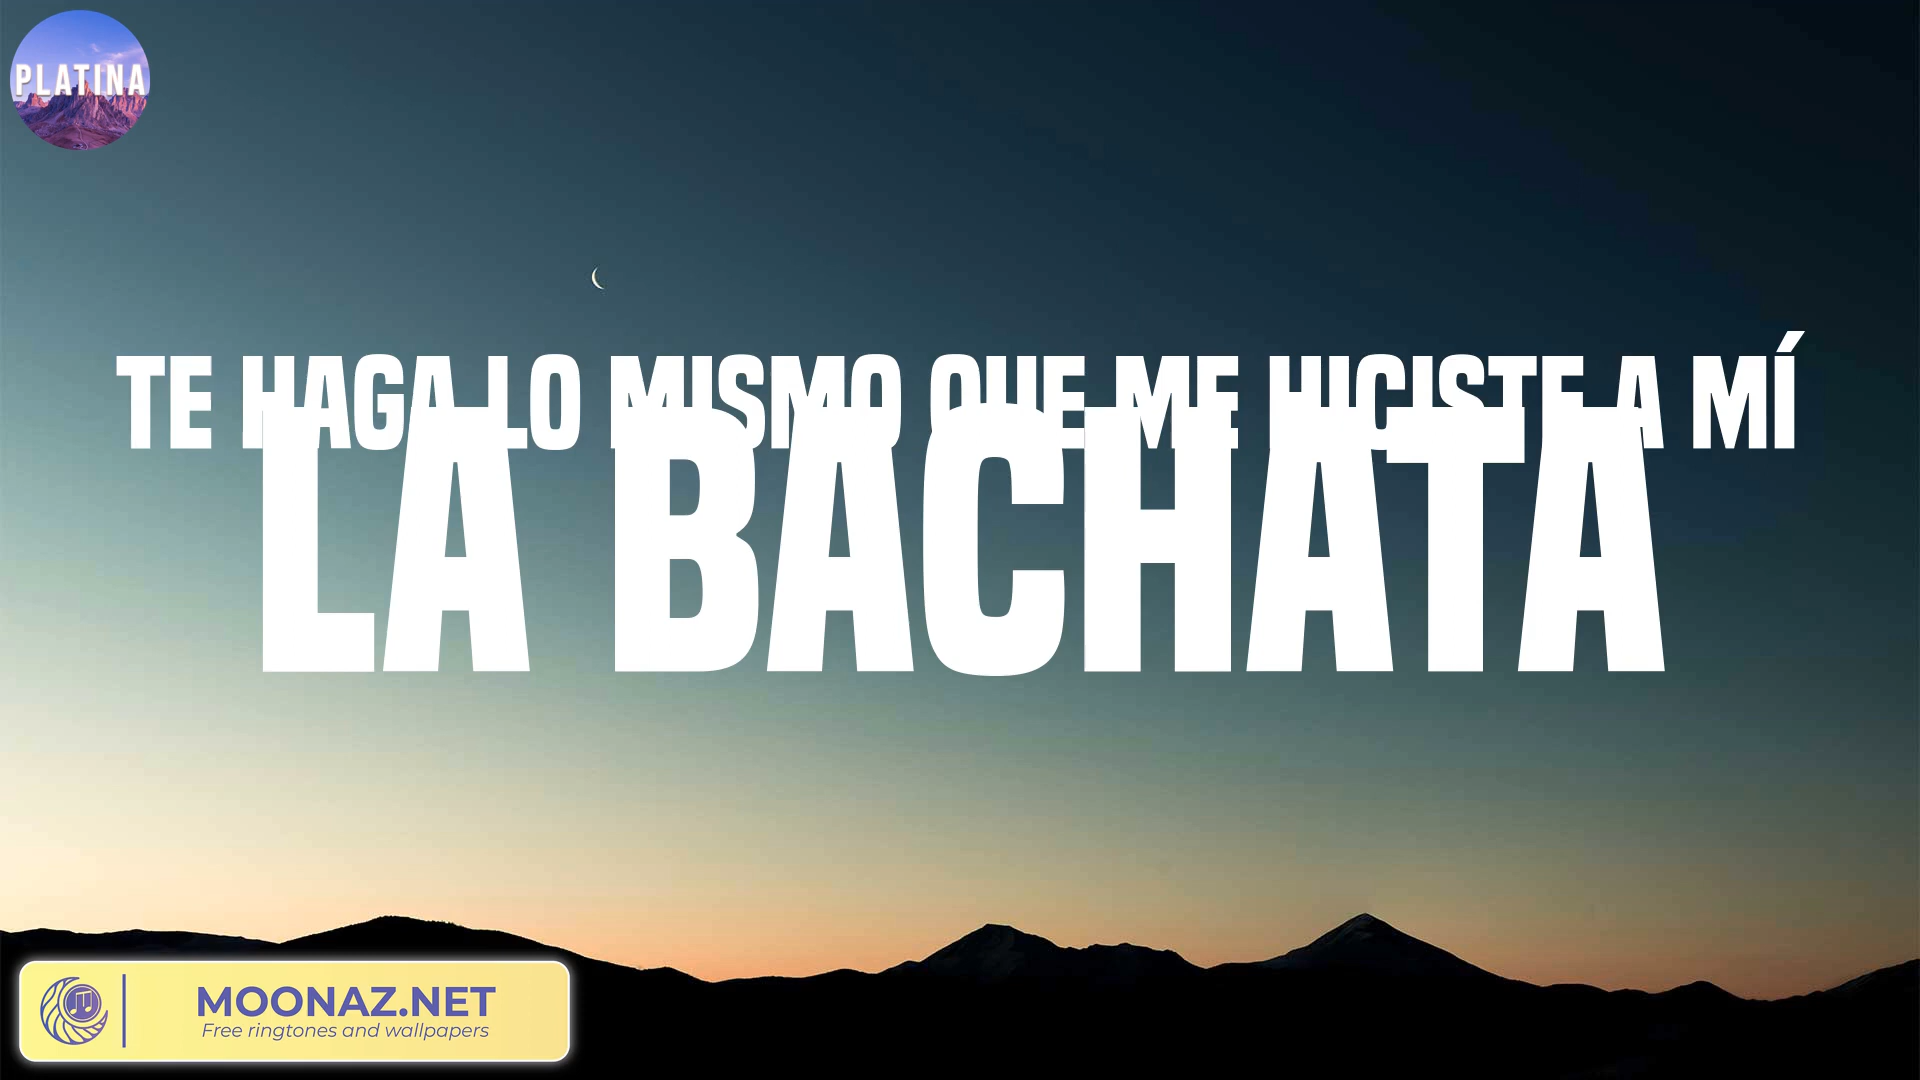 PLATINA
TE HAGA LO MISMO QUE ME HICISTE A MÍ
LA BACHATA
MOONAZ.NET
Free ringtones and wallpapers